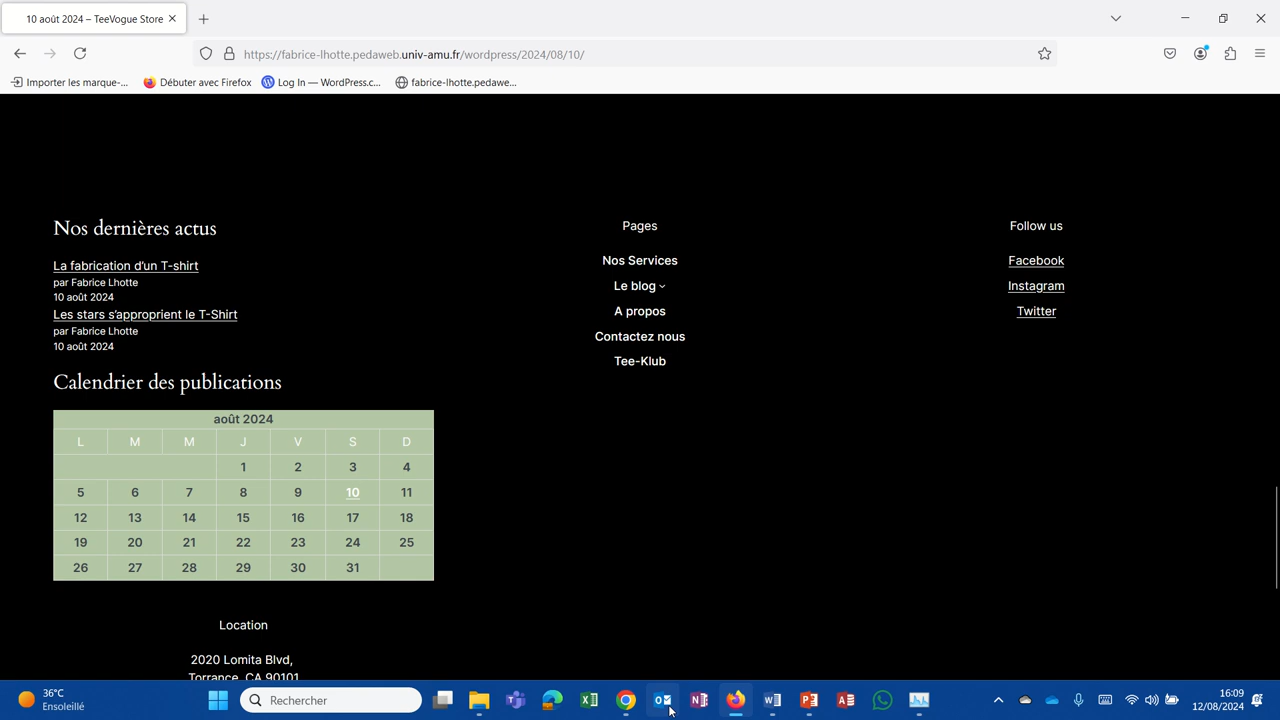 10 août 2024 – TeeVogue Store
https://fabrice-lhotte.pedaweb.univ-amu.fr/wordpress/2024/08/10/
Importer les marque-... Débuter avec Firefox Log In — WordPress.c... fabrice-lhotte.pedawe...
Nos dernières actus
La fabrication d'un T-shirt
par Fabrice Lhotte
10 août 2024
Les stars s'approprient le T-Shirt
par Fabrice Lhotte
10 août 2024
Calendrier des publications
août 2024
L M M J V S D
1 2 3 4
5 6 7 8 9 10 11
12 13 14 15 16 17 18
19 20 21 22 23 24 25
26 27 28 29 30 31
Location
2020 Lomita Blvd,
Torrance, CA 90101
Pages
Nos Services
Le blog
A propos
Contactez nous
Tee-Klub
Follow us
Facebook
Instagram
Twitter
36°C
Ensoleillé
Rechercher
16:09
12/08/2024